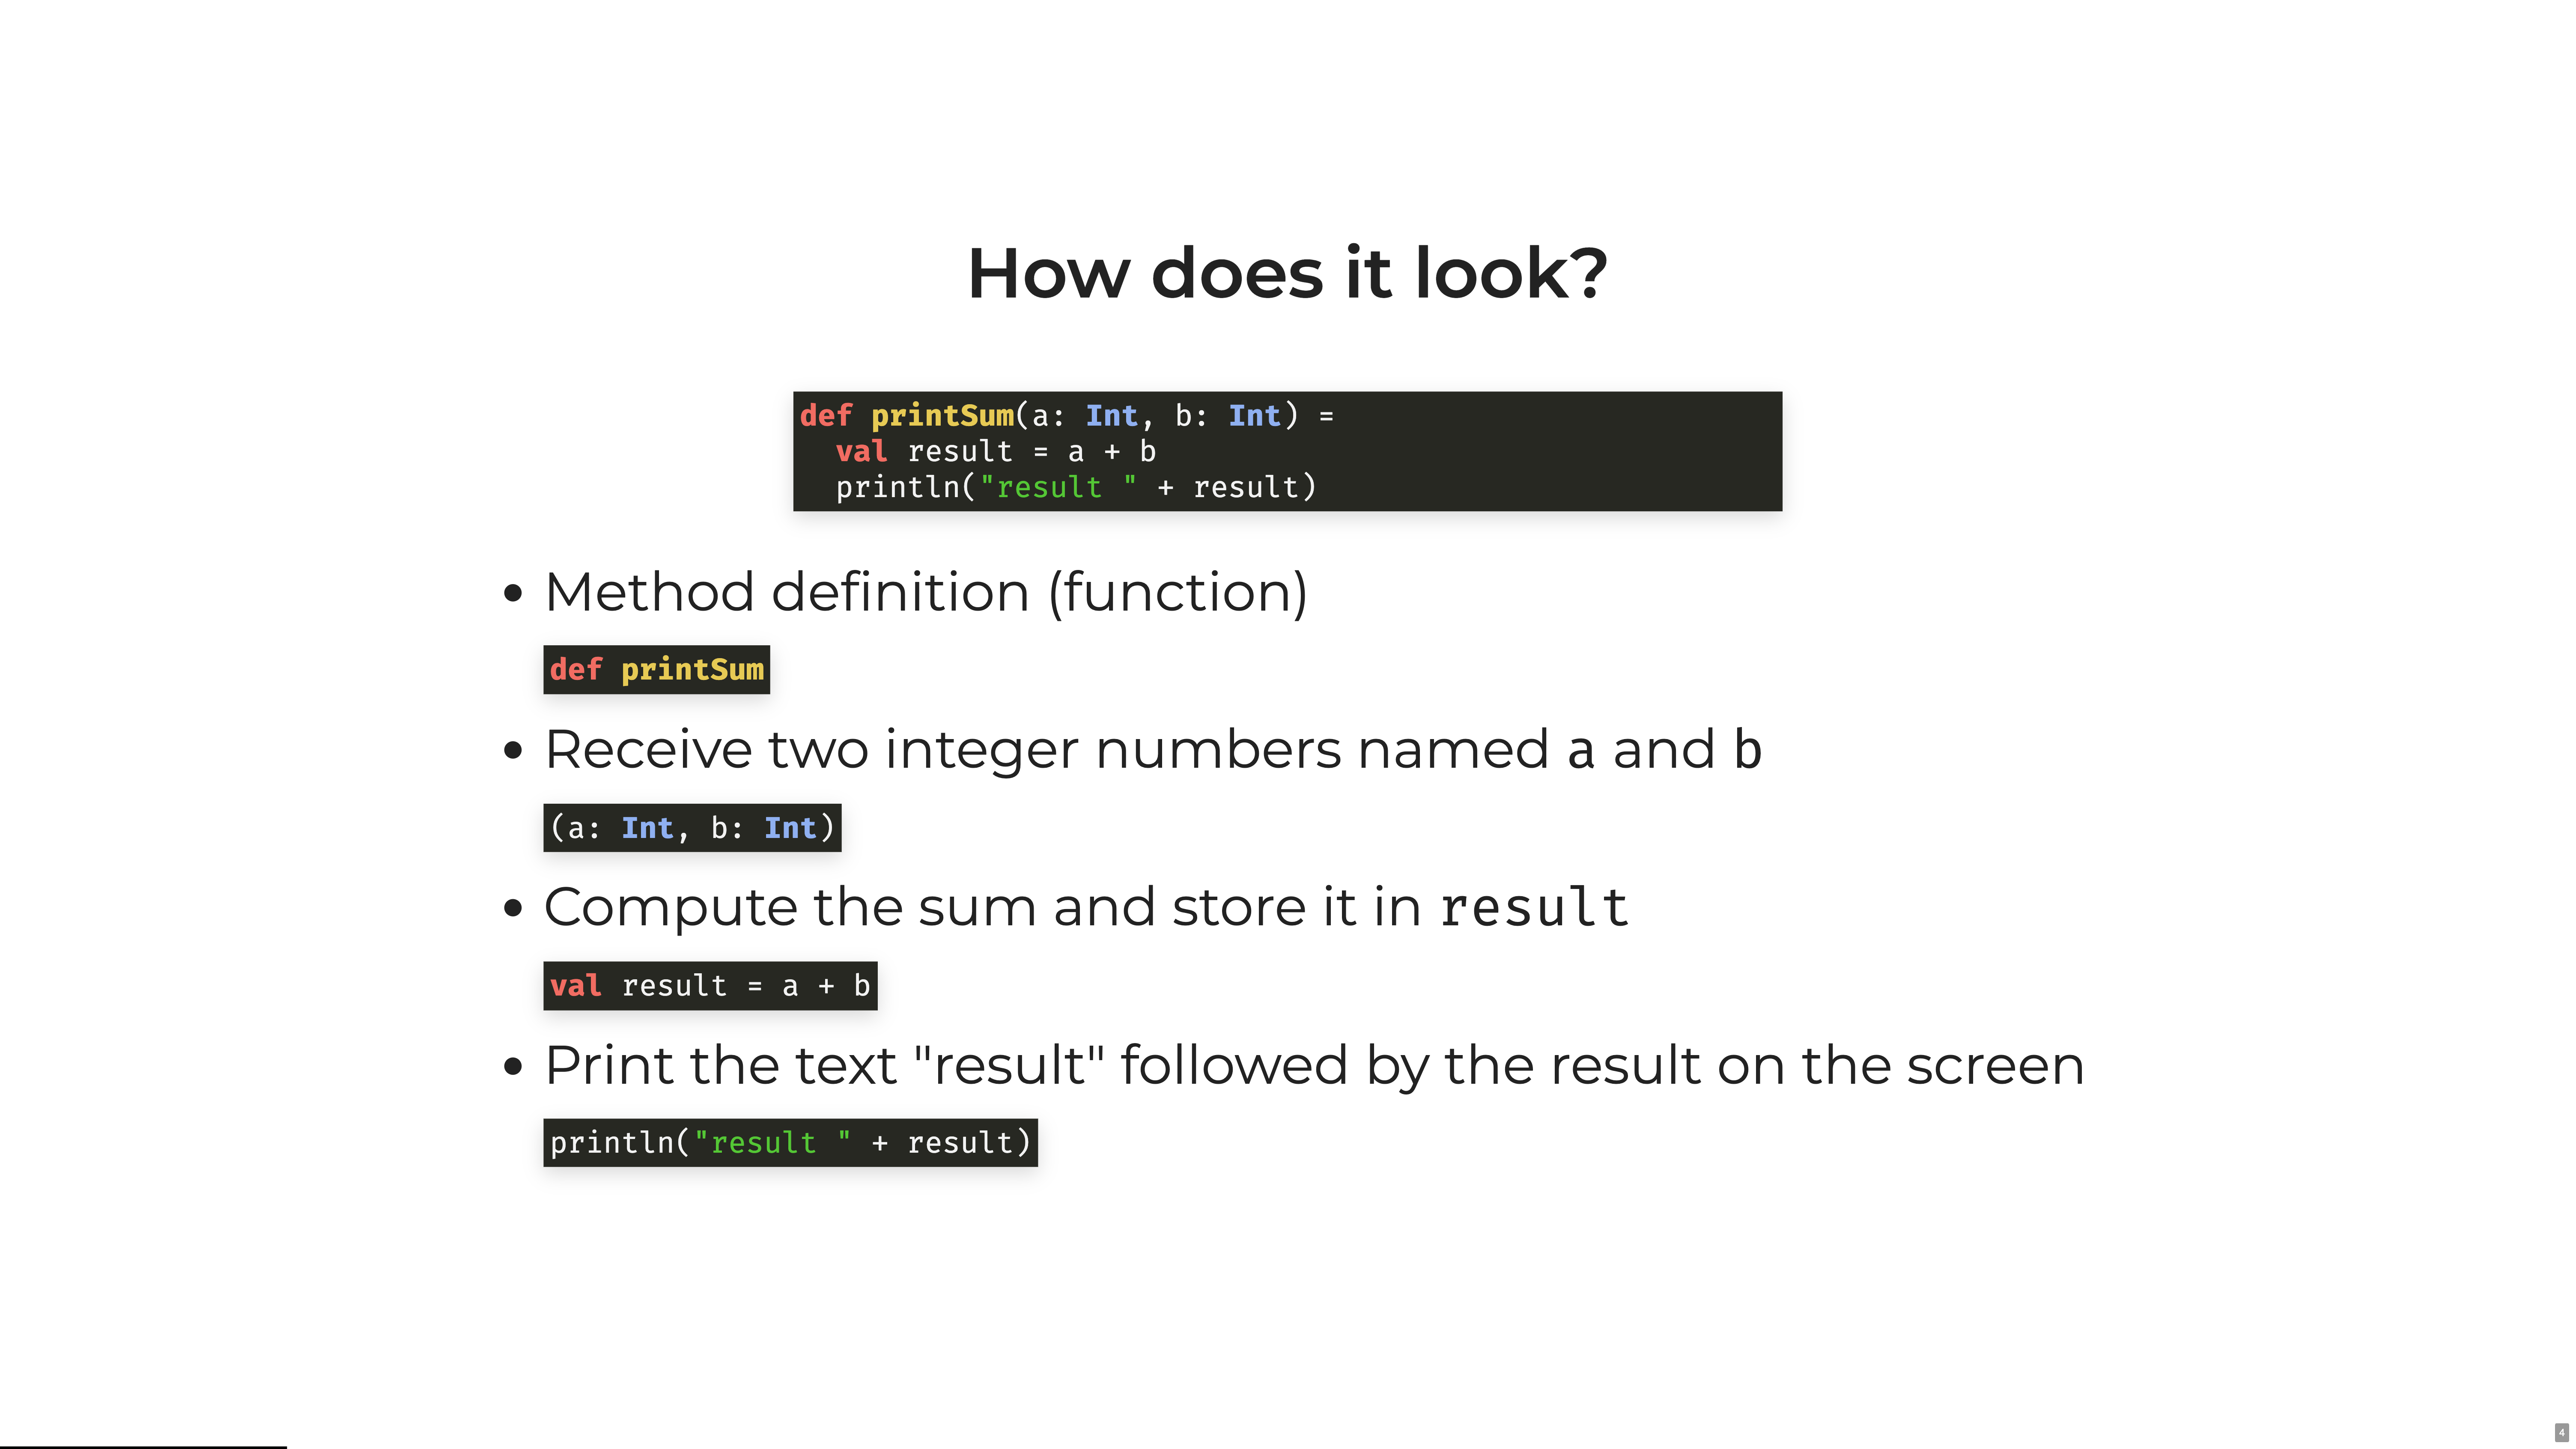 How does it look?
def printSum(a: Int, b: Int) =
  val result = a + b
  println("result " + result)
• Method definition (function)
def printSum
• Receive two integer numbers named a and b
(a: Int, b: Int)
• Compute the sum and store it in result
val result = a + b
• Print the text "result" followed by the result on the screen
println("result " + result)
4